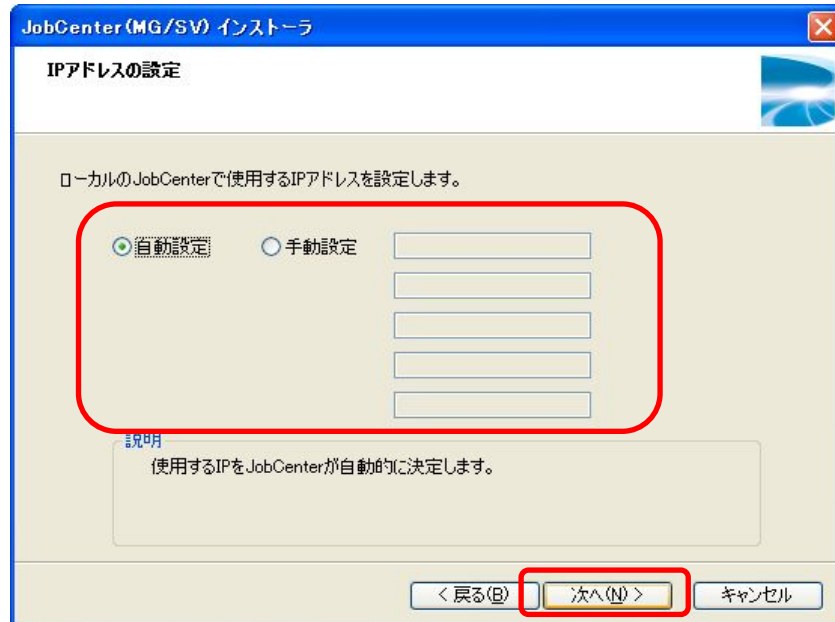 JobCenter(MG/SV) インストーラ
IPアドレスの設定
ローカルのJobCenterで使用するIPアドレスを設定します。
自動設定 手動設定
説明
使用するIPをJobCenterが自動的に決定します。
< 戻る(B) 次へ(N) > キャンセル